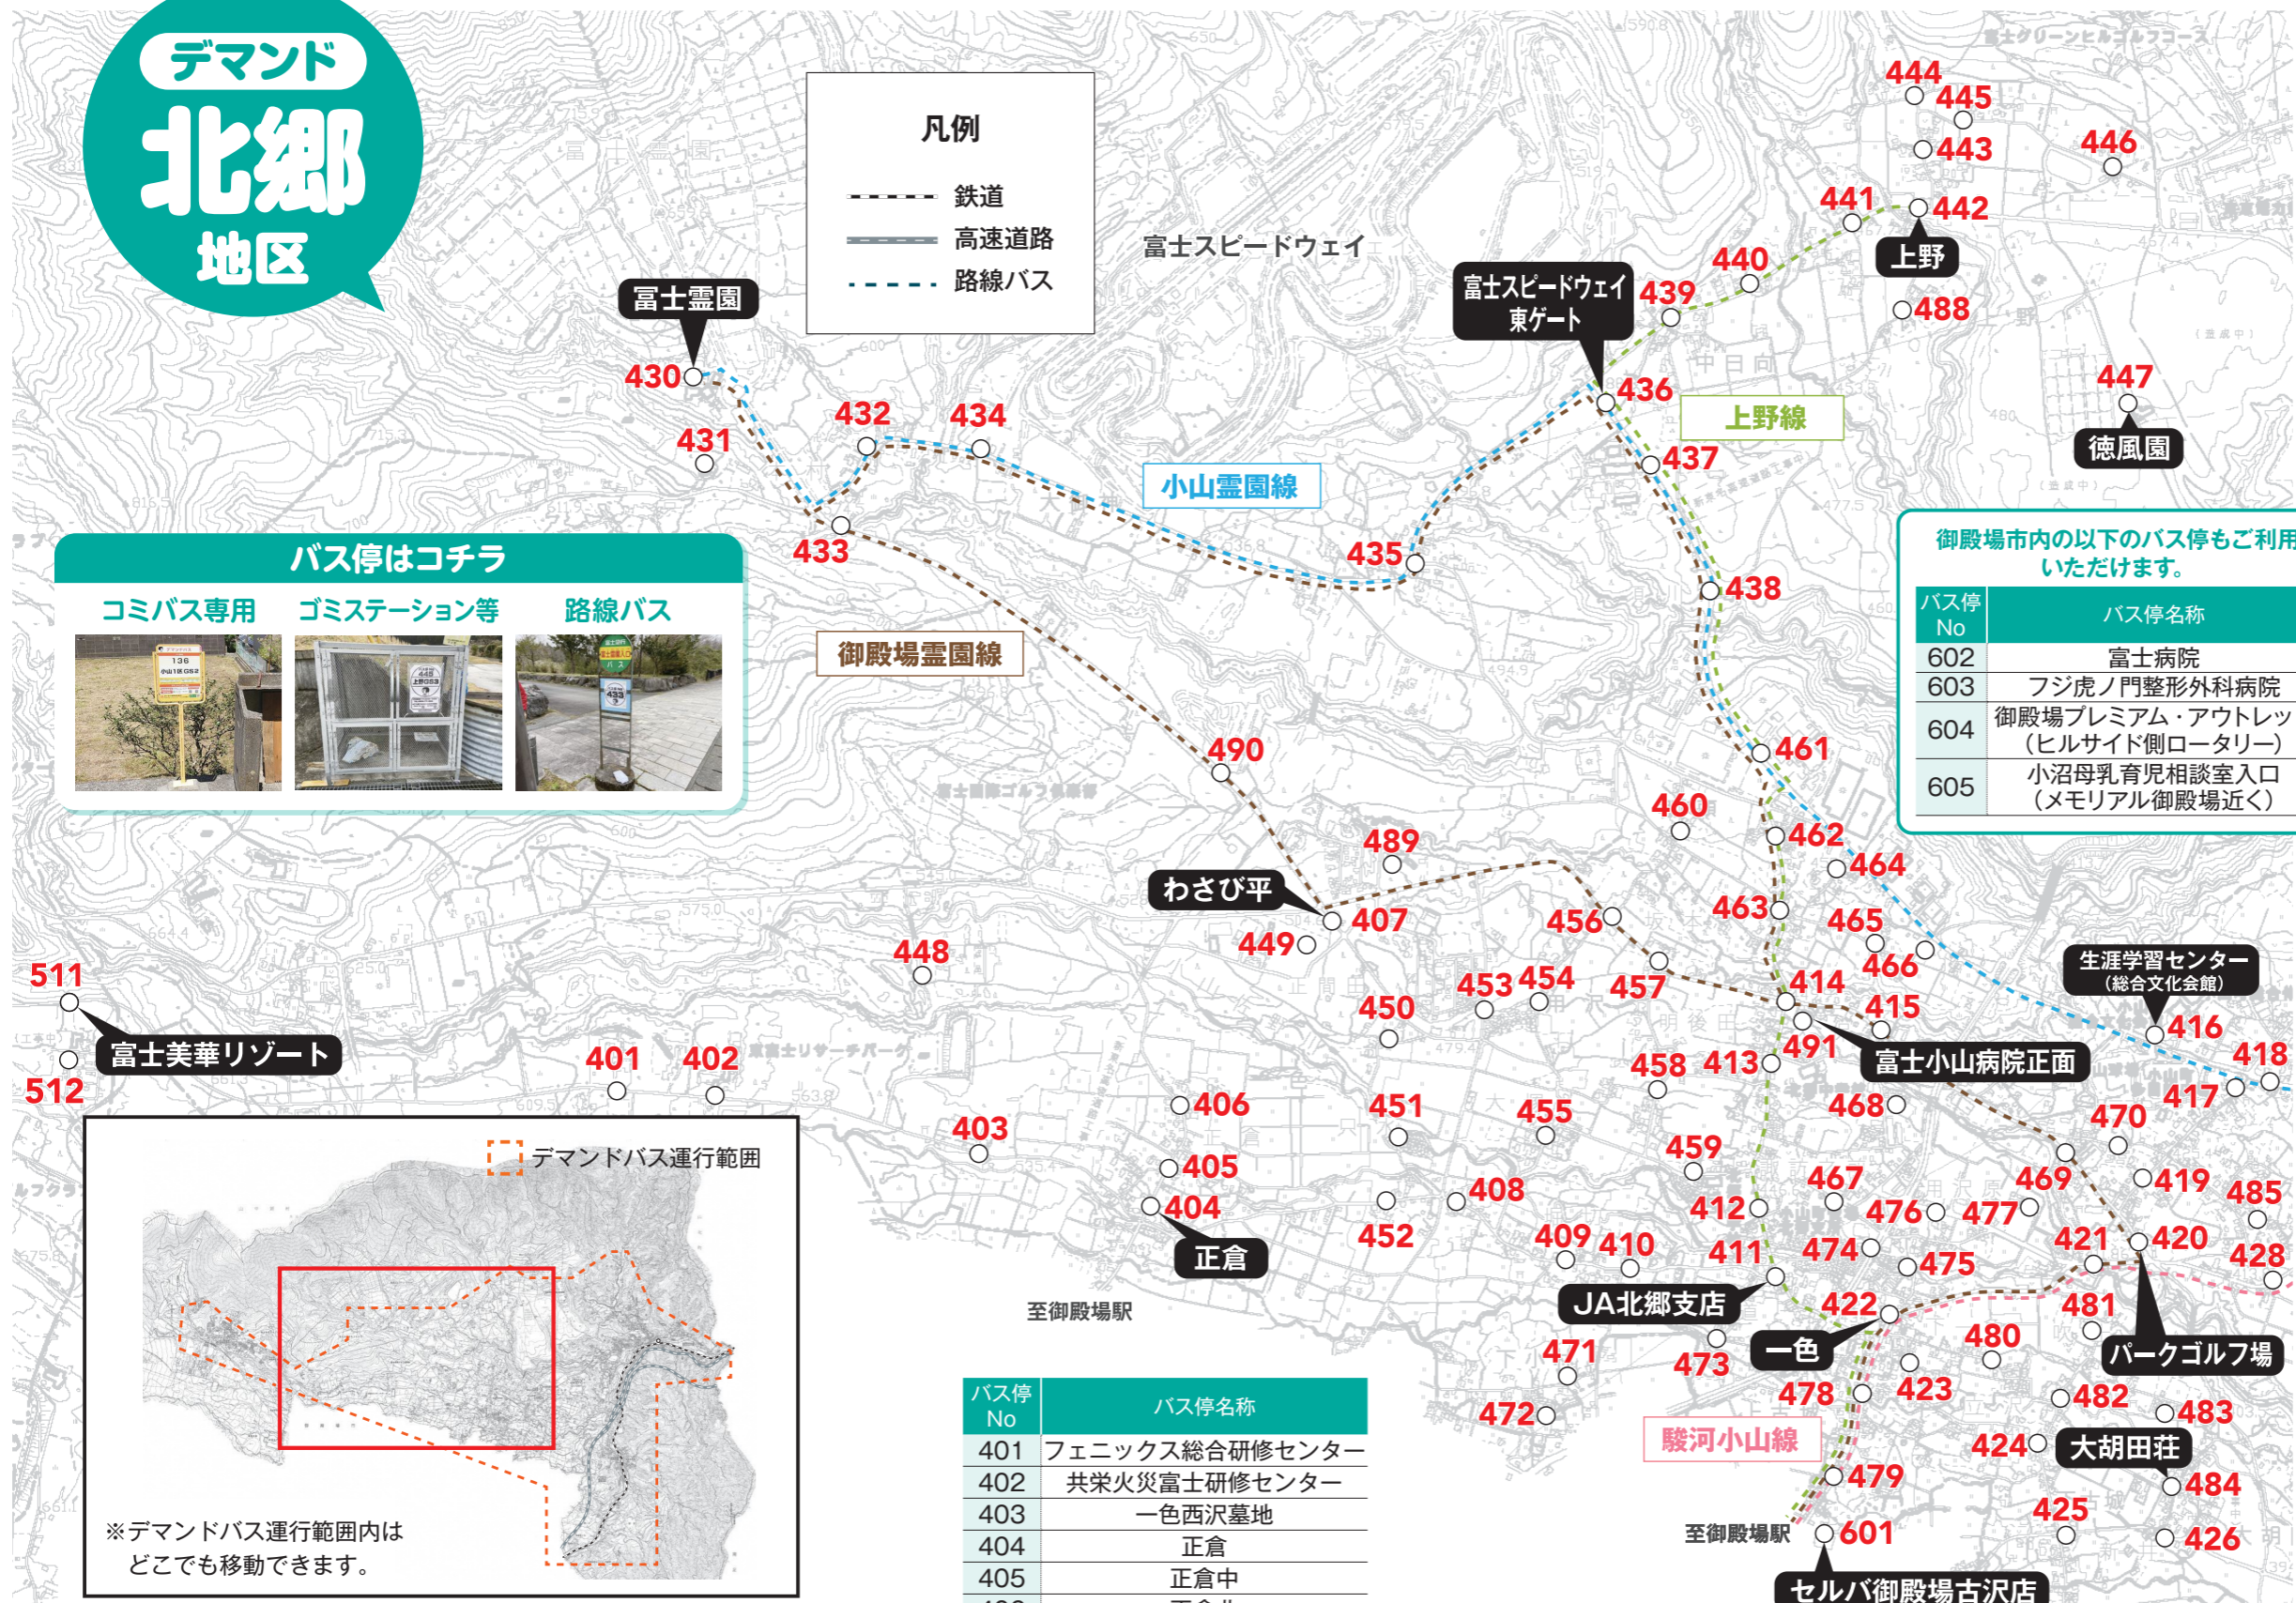 デマンド
北郷
地区
凡例
鉄道
高速道路
路線バス
富士スピードウェイ
冨士霊園
富士スピードウェイ
東ゲート
上野
徳風園
上野線
小山霊園線
御殿場霊園線
駿河小山線
444
445
443
446
441
442
440
439
488
447
430
431
432
434
433
435
436
437
438
バス停はコチラ
コミバス専用
ゴミステーション等
路線バス
136
小山1区GS2
445
上野GS3
433
御殿場市内の以下のバス停もご利用
いただけます。
バス停
No
バス停名称
602 富士病院
603 フジ虎ノ門整形外科病院
604 御殿場プレミアム・アウトレッ
(ヒルサイド側ロータリー)
605 小沼母乳育児相談室入口
(メモリアル御殿場近く)
490
461
460
462
489
464
わさび平
407
449
456
463
465
466
448
453
454
457
414
415
生涯学習センター
(総合文化会館)
416
511
富士美華リゾート
512
401
402
450
458
413
491
富士小山病院正面
418
417
406
403
451
455
468
470
405
459
469
419
404
正倉
452
408
412
467
476
477
485
409
410
411
474
475
421
420
428
JA北郷支店
422
一色
481
パークゴルフ場
至御殿場駅
471
473
480
472
478
423
482
483
424
大胡田荘
479
484
425
426
至御殿場駅
601
セルバ御殿場古沢店
デマンドバス運行範囲
※デマンドバス運行範囲内は
どこでも移動できます。
バス停
No
バス停名称
401 フェニックス総合研修センター
402 共栄火災富士研修センター
403 一色西沢墓地
404 正倉
405 正倉中